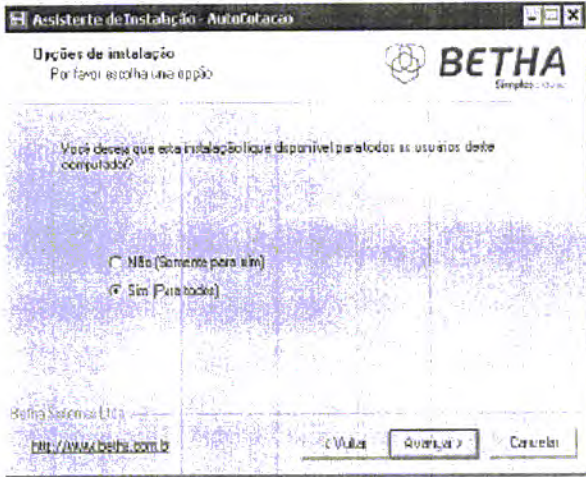 Assistente de Instalação - AutoCotacao
Opções de instalação
Por favor escolha uma opção
BETHA
Simples
Você deseja que esta instalação fique disponível para todos os usuários deste
computador?
Não (Somente para mim)
Sim (Para todos)
Betha Sistemas Ltda
http://www.betha.com.br
< Voltar
Avançar >
Cancelar